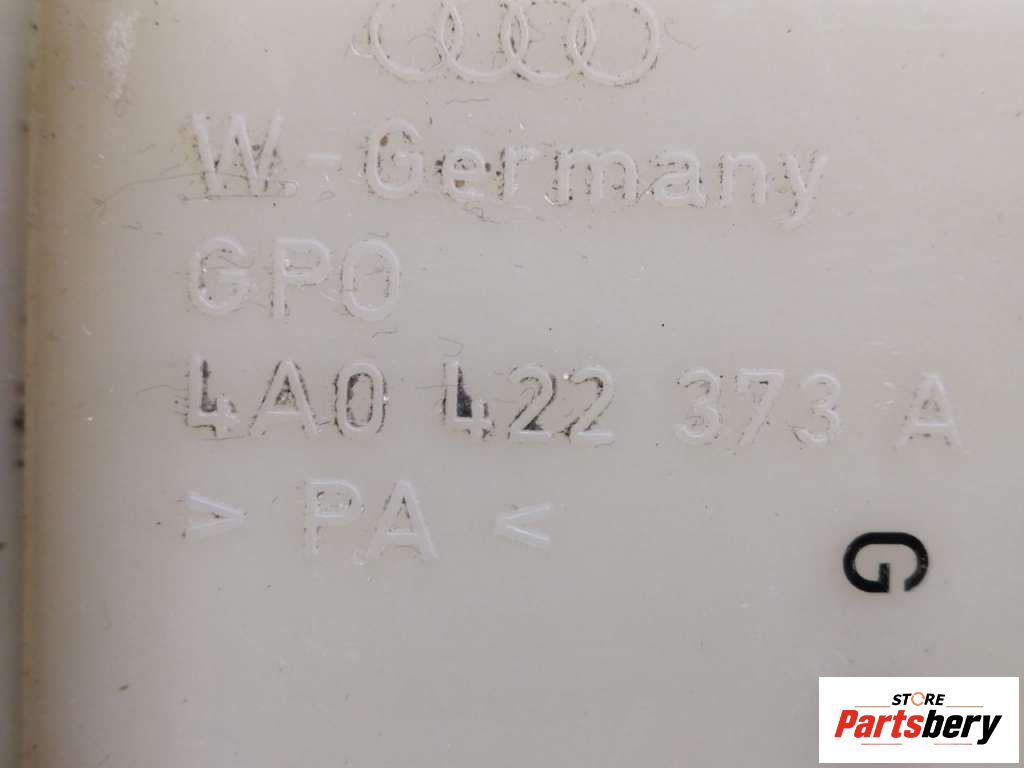 W-Germany
GPO
4A0 422 373 A
> PA <
G
STORE
Partsbery